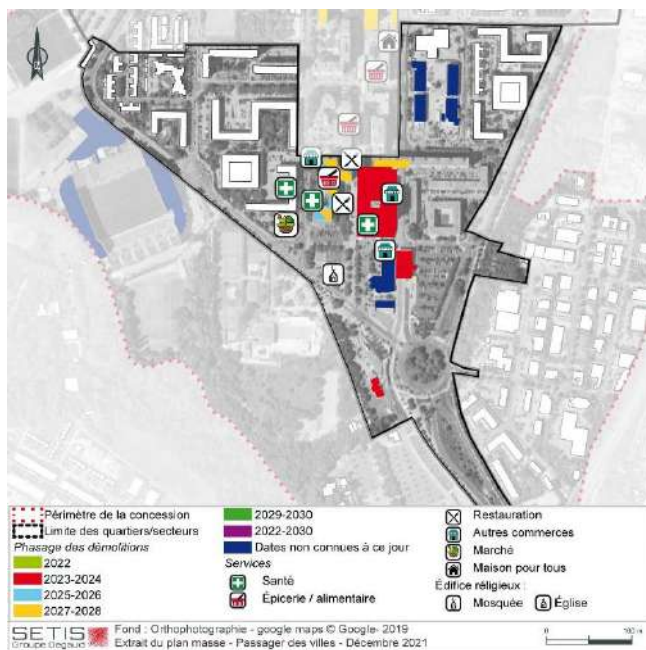 Périmètre de la concession
Limite des quartiers/secteurs
Phasage des démolitions
2022
2023-2024
2025-2026
2027-2028
2029-2030
2022-2030
Dates non connues à ce jour
Services
Santé
Épicerie / alimentaire
Restauration
Autres commerces
Marché
Maison pour tous
Édifice réligieux :
Mosquée
Église
SETIS
Groupe Degaud
Fond : Orthophotographie - google maps © Google- 2019
Extrait du plan masse - Passager des villes - Décembre 2021
0 100 m